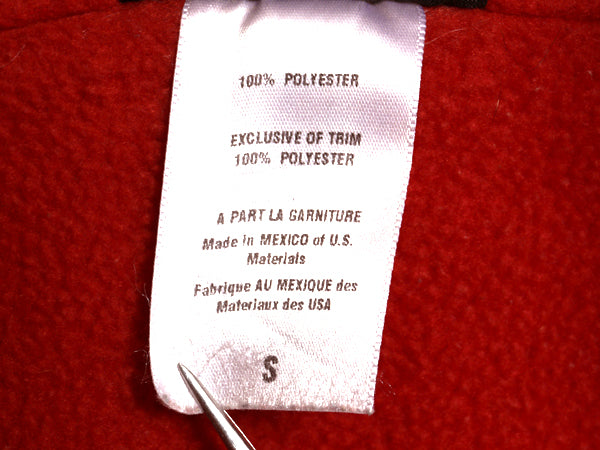 100% POLYESTER
EXCLUSIVE OF TRIM
100% POLYESTER
A PART LA GARNITURE
Made in MEXICO of U.S.
Materials
Fabrique AU MEXIQUE des
Materiaux des USA
S